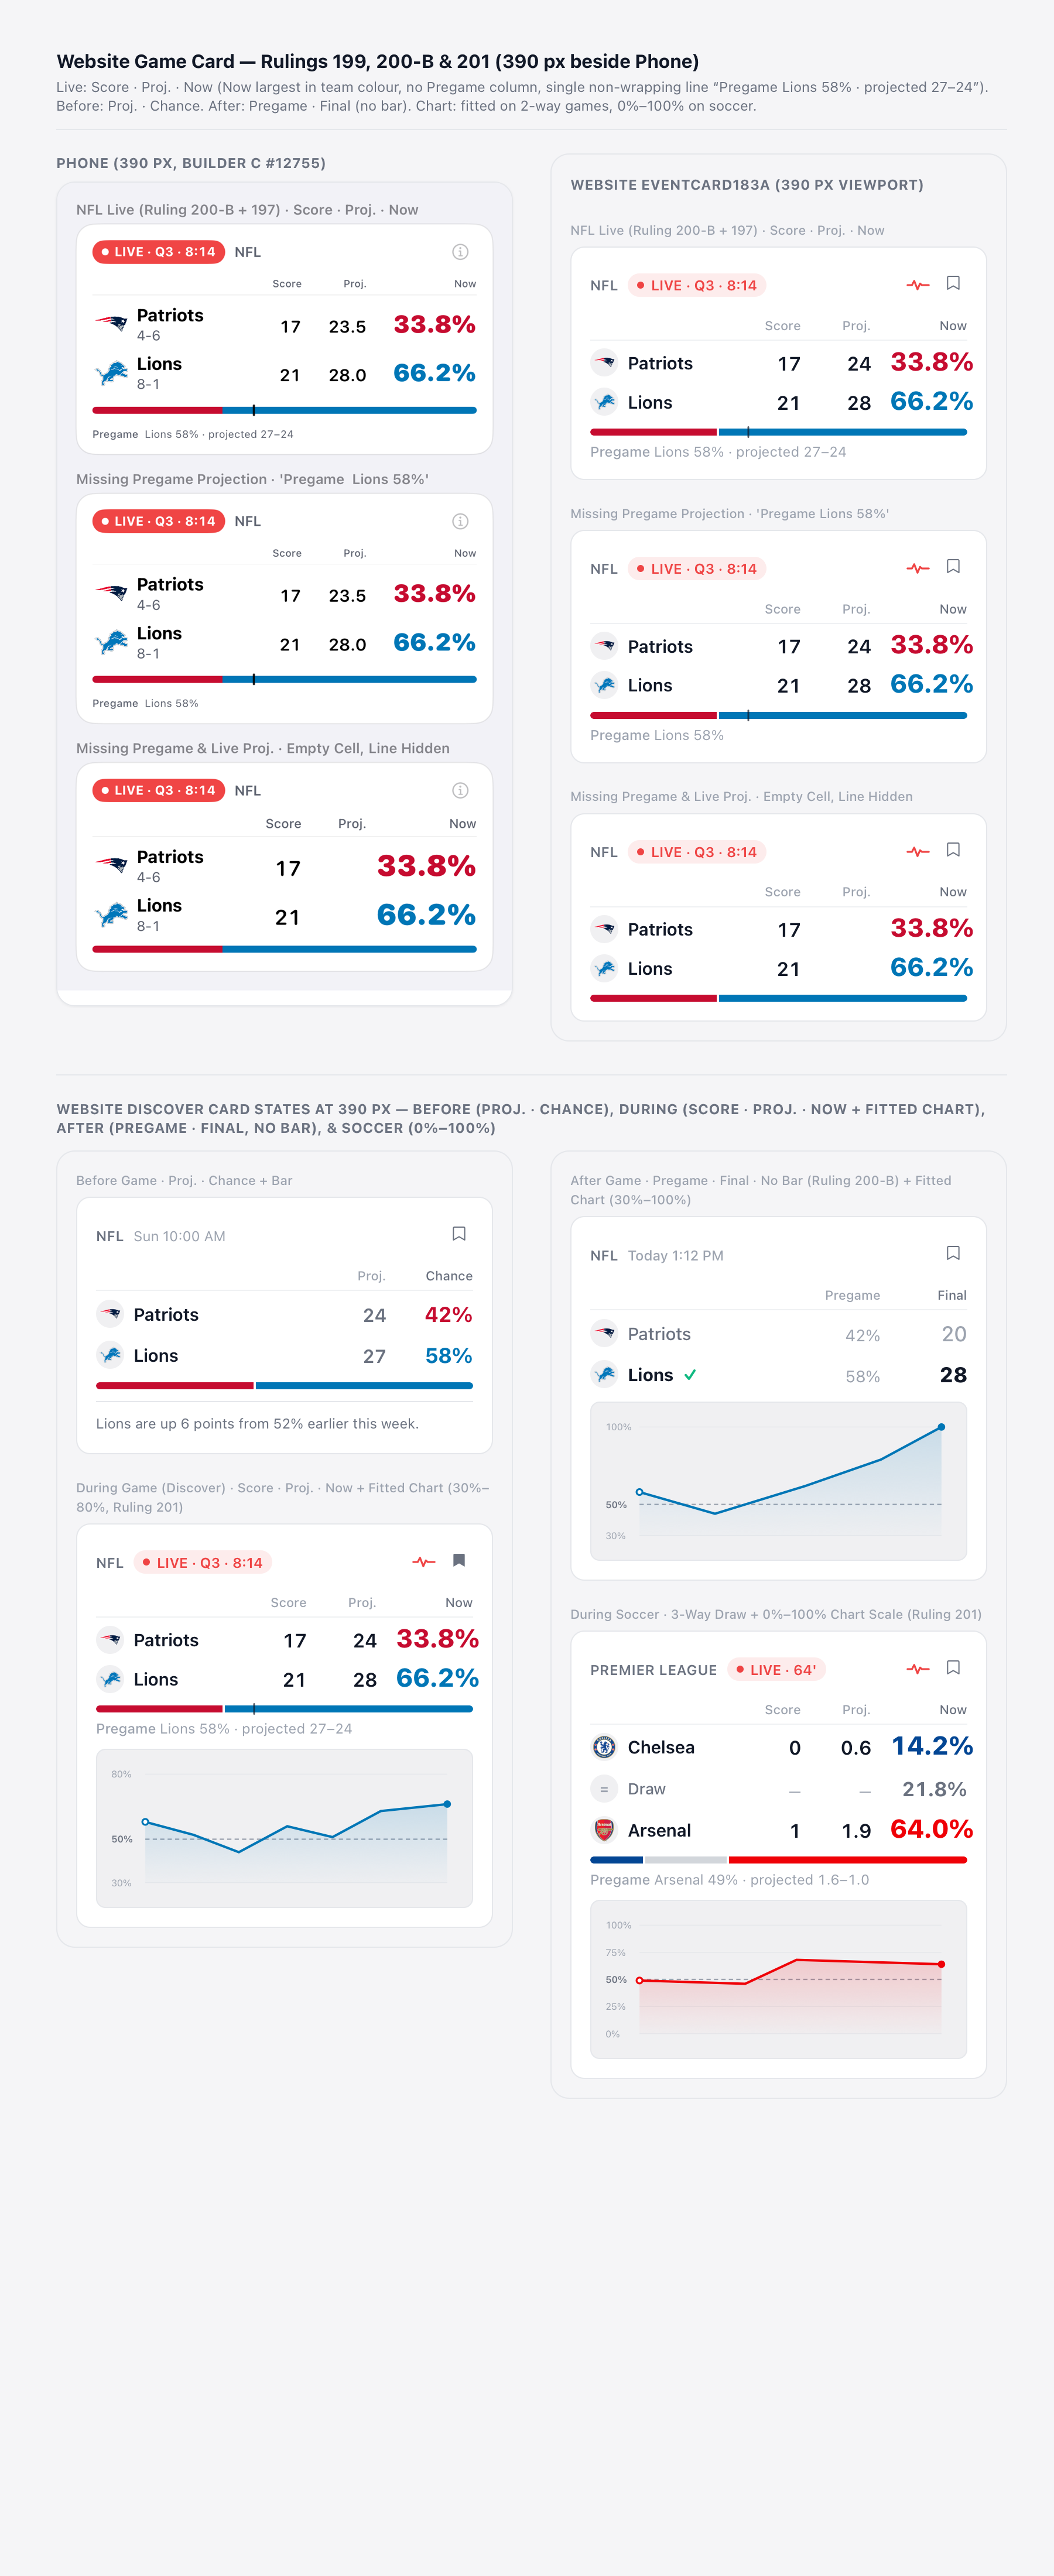 Website Game Card — Rulings 199, 200-B & 201 (390 px beside Phone)
Live: Score · Proj. · Now (Now largest in team colour, no Pregame column, single non-wrapping line “Pregame Lions 58% · projected 27–24”).
Before: Proj. · Chance. After: Pregame · Final (no bar). Chart: fitted on 2-way games, 0%–100% on soccer.
PHONE (390 PX, BUILDER C #12755)
NFL Live (Ruling 200-B + 197) · Score · Proj. · Now
LIVE · Q3 · 8:14 NFL
Score Proj. Now
Patriots 17 23.5 33.8%
4-6
Lions 21 28.0 66.2%
8-1
Pregame Lions 58% · projected 27–24
Missing Pregame Projection · 'Pregame Lions 58%'
LIVE · Q3 · 8:14 NFL
Score Proj. Now
Patriots 17 23.5 33.8%
4-6
Lions 21 28.0 66.2%
8-1
Pregame Lions 58%
Missing Pregame & Live Proj. · Empty Cell, Line Hidden
LIVE · Q3 · 8:14 NFL
Score Proj. Now
Patriots 17 33.8%
4-6
Lions 21 66.2%
8-1
WEBSITE EVENTCARD183A (390 PX VIEWPORT)
NFL Live (Ruling 200-B + 197) · Score · Proj. · Now
NFL LIVE · Q3 · 8:14
Score Proj. Now
Patriots 17 24 33.8%
Lions 21 28 66.2%
Pregame Lions 58% · projected 27–24
Missing Pregame Projection · 'Pregame Lions 58%'
NFL LIVE · Q3 · 8:14
Score Proj. Now
Patriots 17 24 33.8%
Lions 21 28 66.2%
Pregame Lions 58%
Missing Pregame & Live Proj. · Empty Cell, Line Hidden
NFL LIVE · Q3 · 8:14
Score Proj. Now
Patriots 17 33.8%
Lions 21 66.2%
WEBSITE DISCOVER CARD STATES AT 390 PX — BEFORE (PROJ. · CHANCE), DURING (SCORE · PROJ. · NOW + FITTED CHART),
AFTER (PREGAME · FINAL, NO BAR), & SOCCER (0%–100%)
Before Game · Proj. · Chance + Bar
NFL Sun 10:00 AM
Proj. Chance
Patriots 24 42%
Lions 27 58%
Lions are up 6 points from 52% earlier this week.
During Game (Discover) · Score · Proj. · Now + Fitted Chart (30%–
80%, Ruling 201)
NFL LIVE · Q3 · 8:14
Score Proj. Now
Patriots 17 24 33.8%
Lions 21 28 66.2%
Pregame Lions 58% · projected 27–24
80%
50%
30%
After Game · Pregame · Final · No Bar (Ruling 200-B) + Fitted
Chart (30%–100%)
NFL Today 1:12 PM
Pregame Final
Patriots 42% 20
Lions 58% 28
100%
50%
30%
During Soccer · 3-Way Draw + 0%–100% Chart Scale (Ruling 201)
PREMIER LEAGUE LIVE · 64'
Score Proj. Now
Chelsea 0 0.6 14.2%
= Draw — — 21.8%
Arsenal 1 1.9 64.0%
Pregame Arsenal 49% · projected 1.6–1.0
100%
75%
50%
25%
0%